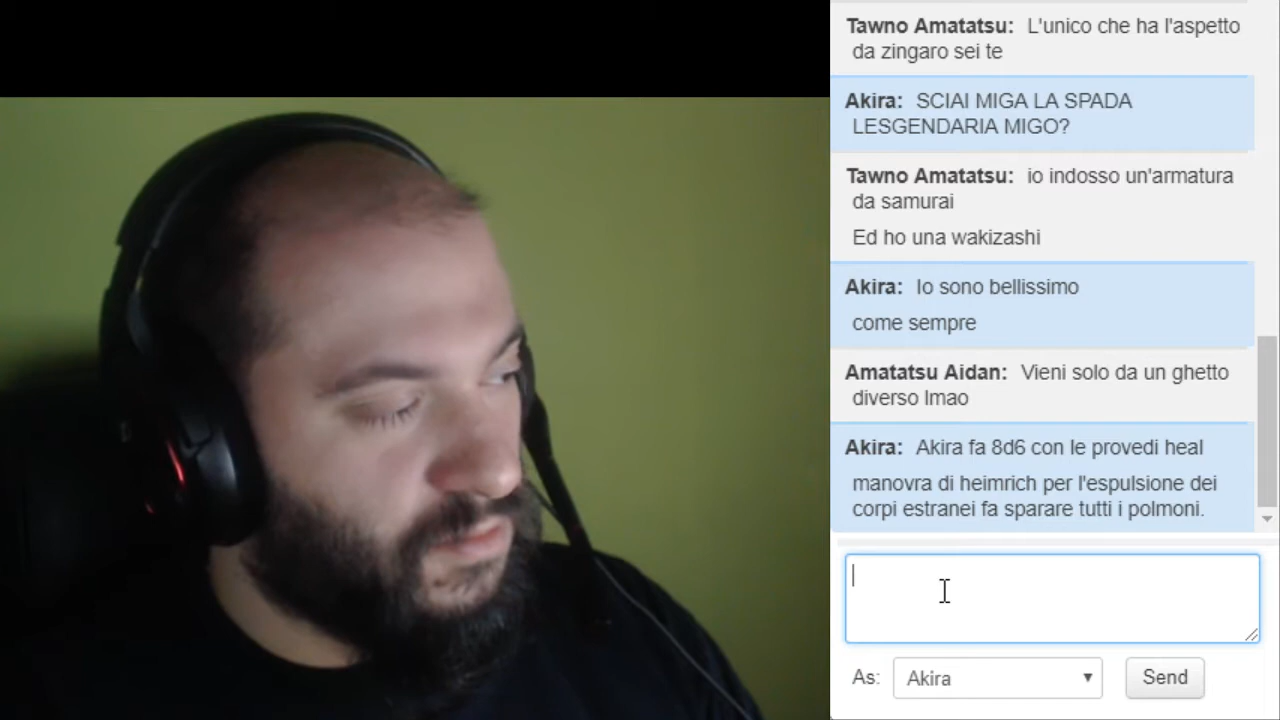 Tawno Amatatsu: L'unico che ha l'aspetto
da zingaro sei te
Akira: SCIAI MIGA LA SPADA
LESGENDARIA MIGO?
Tawno Amatatsu: io indosso un'armatura
da samurai
Ed ho una wakizashi
Akira: Io sono bellissimo
come sempre
Amatatsu Aidan: Vieni solo da un ghetto
diverso lmao
Akira: Akira fa 8d6 con le provedi heal
manovra di heimrich per l'espulsione dei
corpi estranei fa sparare tutti i polmoni.
As: Akira Send